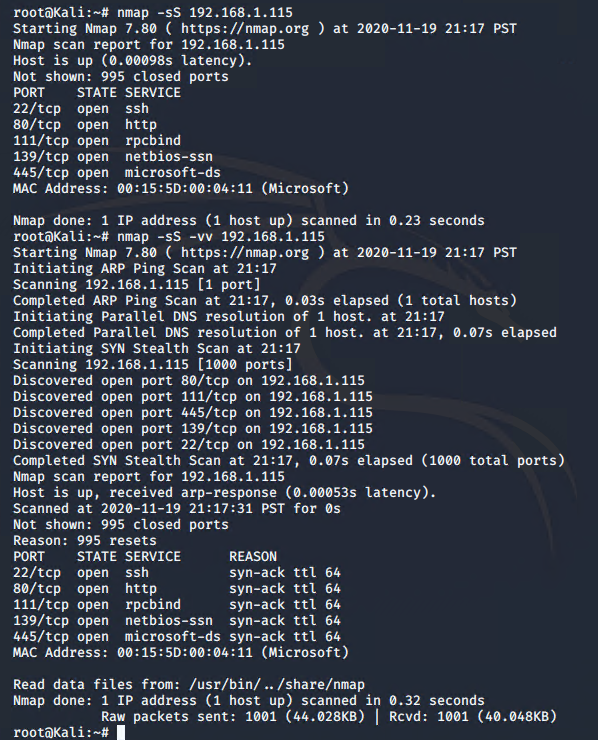 root@Kali:~# nmap -sS 192.168.1.115
Starting Nmap 7.80 ( https://nmap.org ) at 2020-11-19 21:17 PST
Nmap scan report for 192.168.1.115
Host is up (0.00098s latency).
Not shown: 995 closed ports
PORT    STATE SERVICE
22/tcp  open  ssh
80/tcp  open  http
111/tcp open  rpcbind
139/tcp open  netbios-ssn
445/tcp open  microsoft-ds
MAC Address: 00:15:5D:00:04:11 (Microsoft)

Nmap done: 1 IP address (1 host up) scanned in 0.23 seconds
root@Kali:~# nmap -sS -vv 192.168.1.115
Starting Nmap 7.80 ( https://nmap.org ) at 2020-11-19 21:17 PST
Initiating ARP Ping Scan at 21:17
Scanning 192.168.1.115 [1 port]
Completed ARP Ping Scan at 21:17, 0.03s elapsed (1 total hosts)
Initiating Parallel DNS resolution of 1 host. at 21:17
Completed Parallel DNS resolution of 1 host. at 21:17, 0.07s elapsed
Initiating SYN Stealth Scan at 21:17
Scanning 192.168.1.115 [1000 ports]
Discovered open port 80/tcp on 192.168.1.115
Discovered open port 111/tcp on 192.168.1.115
Discovered open port 445/tcp on 192.168.1.115
Discovered open port 139/tcp on 192.168.1.115
Discovered open port 22/tcp on 192.168.1.115
Completed SYN Stealth Scan at 21:17, 0.07s elapsed (1000 total ports)
Nmap scan report for 192.168.1.115
Host is up, received arp-response (0.00053s latency).
Scanned at 2020-11-19 21:17:31 PST for 0s
Not shown: 995 closed ports
Reason: 995 resets
PORT    STATE SERVICE      REASON
22/tcp  open  ssh          syn-ack ttl 64
80/tcp  open  http         syn-ack ttl 64
111/tcp open  rpcbind      syn-ack ttl 64
139/tcp open  netbios-ssn  syn-ack ttl 64
445/tcp open  microsoft-ds syn-ack ttl 64
MAC Address: 00:15:5D:00:04:11 (Microsoft)

Read data files from: /usr/bin/../share/nmap
Nmap done: 1 IP address (1 host up) scanned in 0.32 seconds
           Raw packets sent: 1001 (44.028KB) | Rcvd: 1001 (40.048KB)
root@Kali:~#